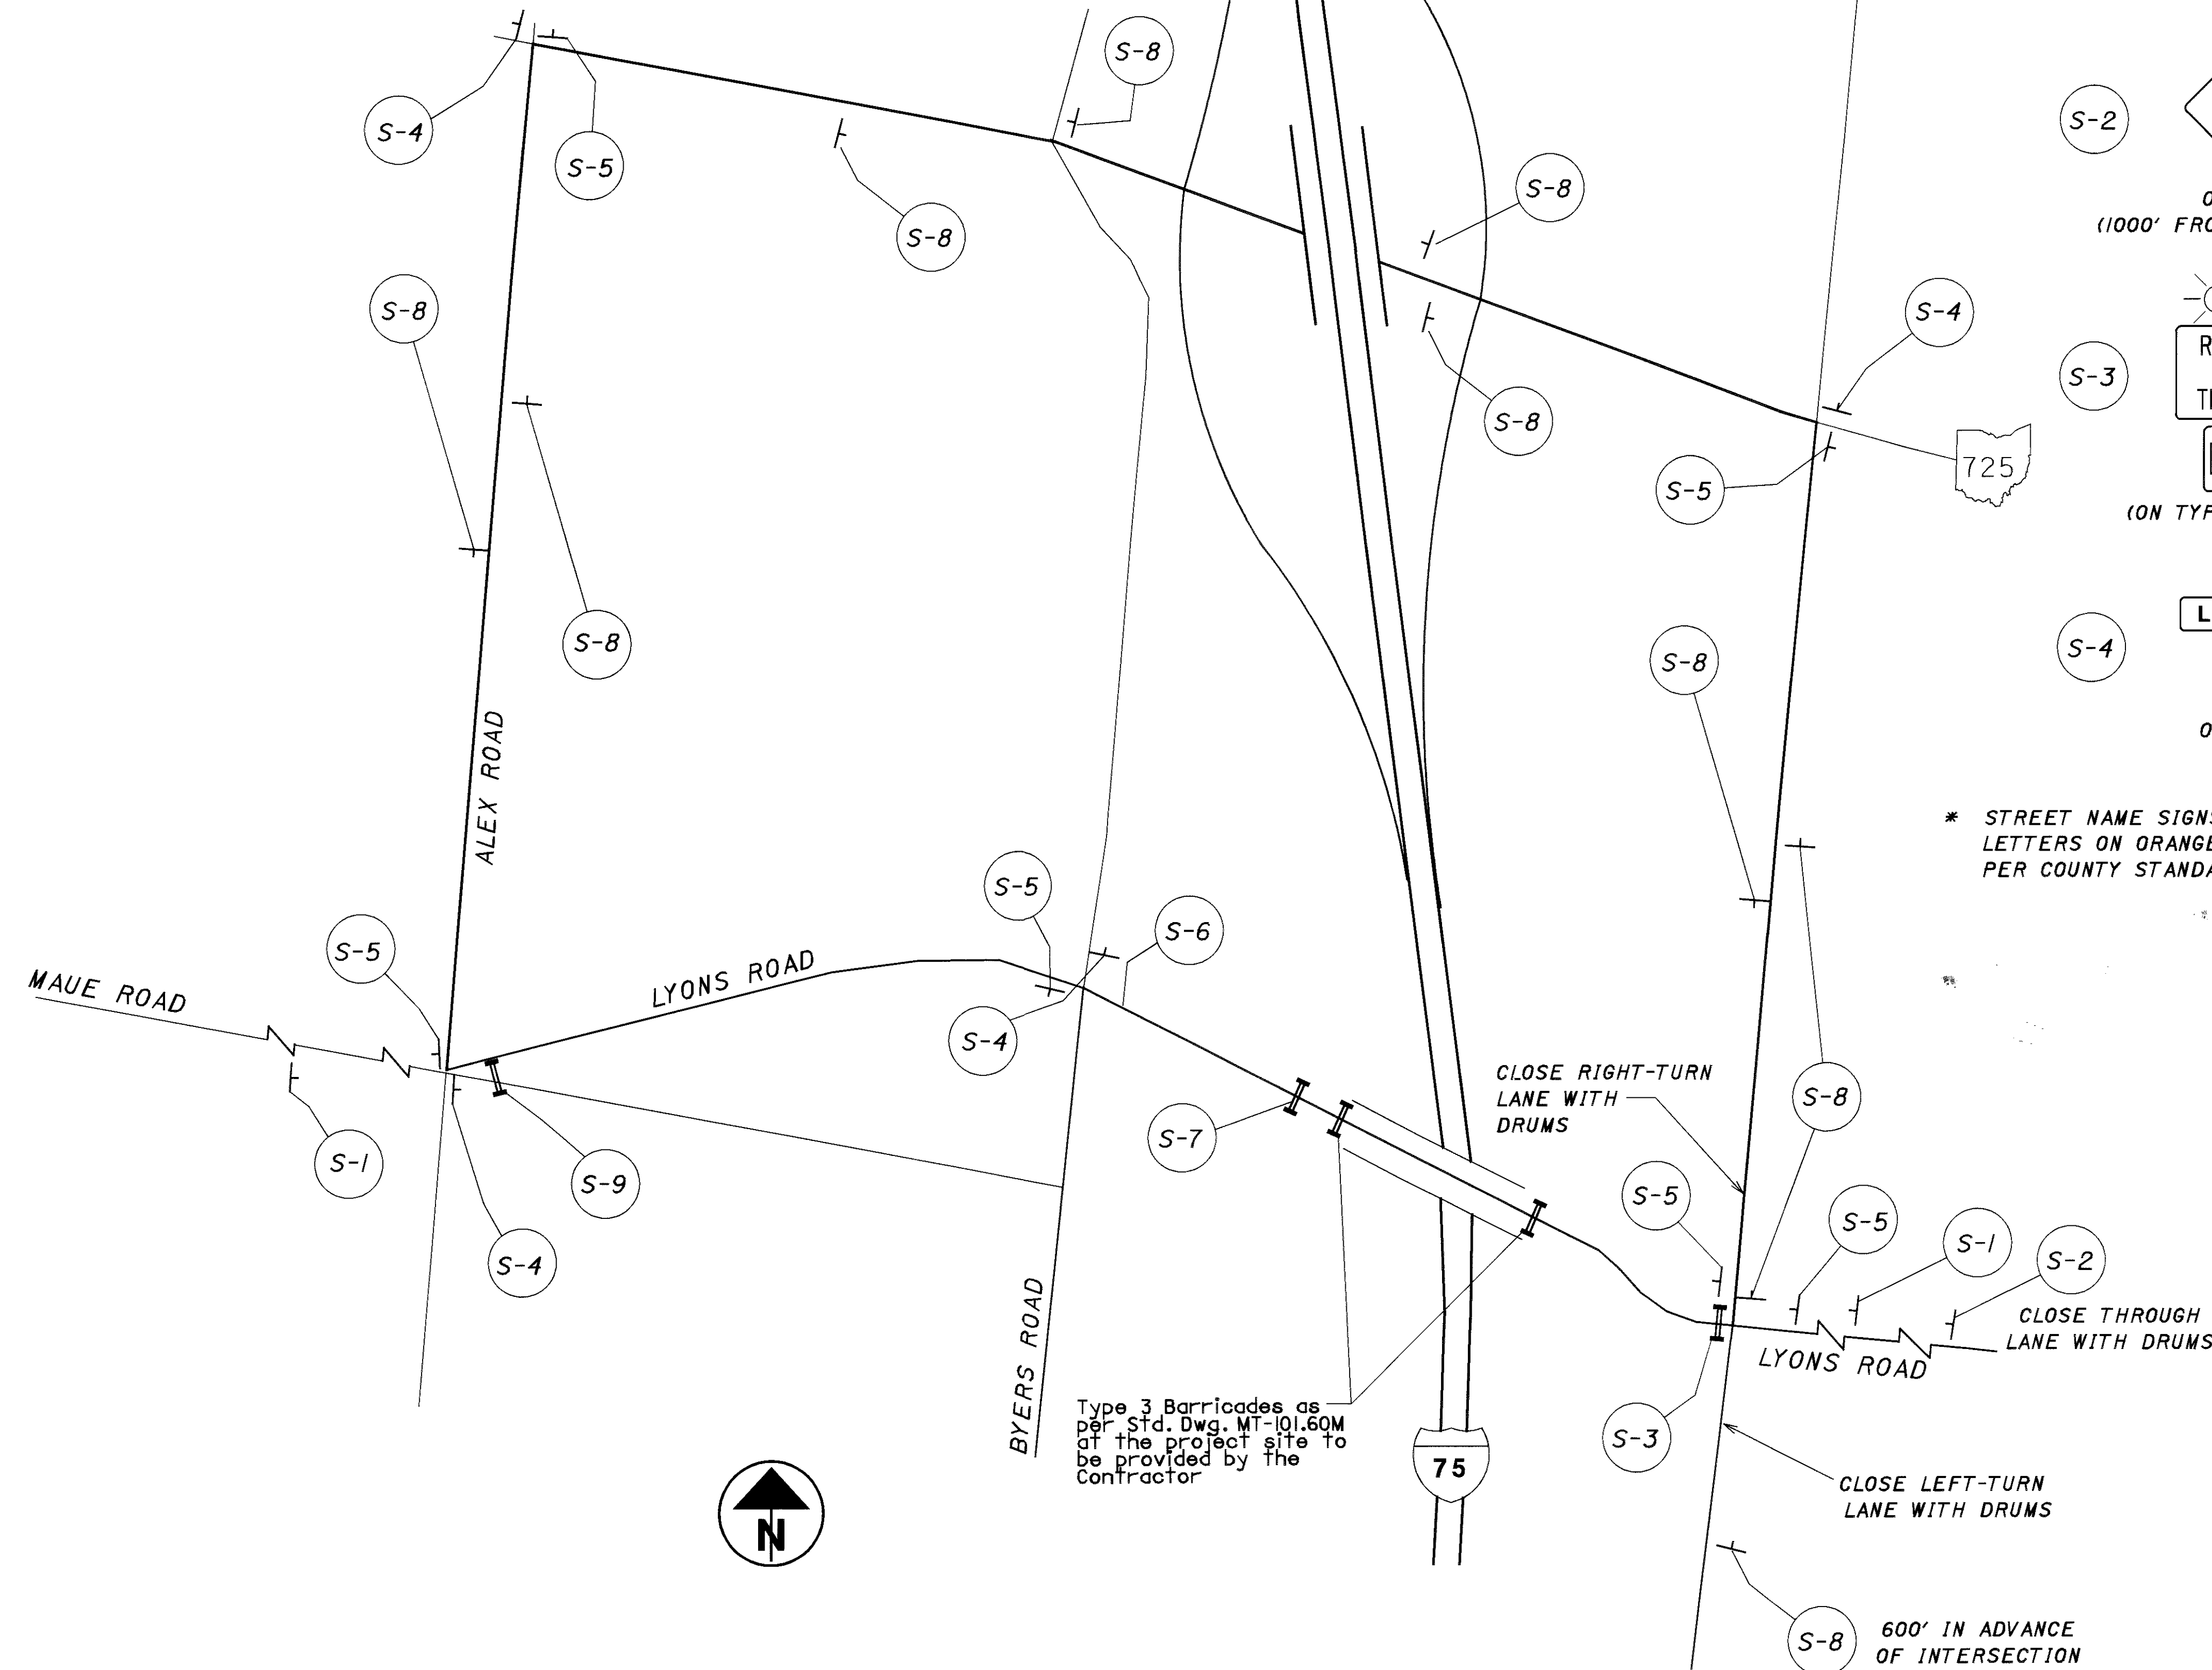 S-8
S-2
S-4
S-5
S-8
S-8
(1000' FRO
S-8
S-4
S-8
S-3
S-8
725
S-5
(ON TYP
S-4
S-8
S-8
ALEX ROAD
* STREET NAME SIGNS
LETTERS ON ORANGE
PER COUNTY STANDA
S-5
S-6
S-5
LYONS ROAD
MAUE ROAD
S-4
CLOSE RIGHT-TURN
LANE WITH
DRUMS
S-8
S-7
S-1
S-9
S-5
S-5
S-1
S-2
S-4
CLOSE THROUGH
LANE WITH DRUMS
LYONS ROAD
BYERS ROAD
Type 3 Barricades as
per Std. Dwg. MT-101.60M
at the project site to
be provided by the
Contractor
S-3
75
CLOSE LEFT-TURN
LANE WITH DRUMS
N
S-8
600' IN ADVANCE
OF INTERSECTION